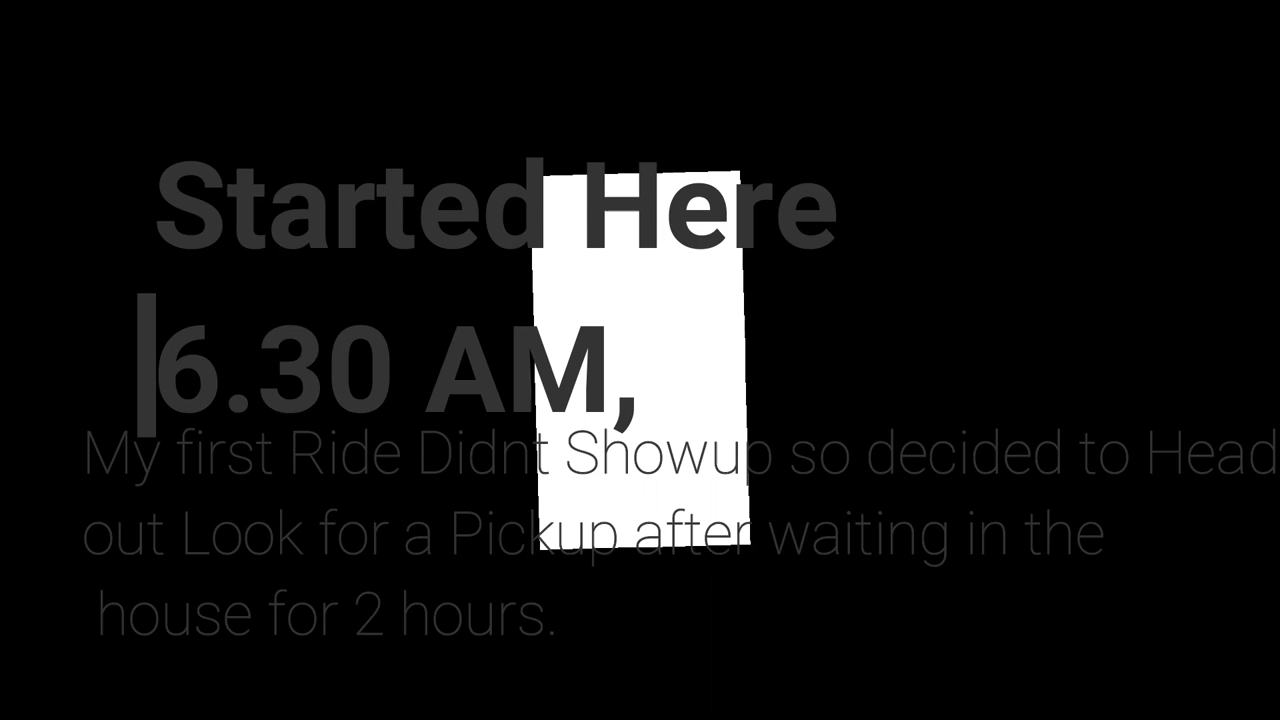 Started Here
6.30 AM,
My first Ride Didnt Showup so decided to Head
out Look for a Pickup after waiting in the
house for 2 hours.